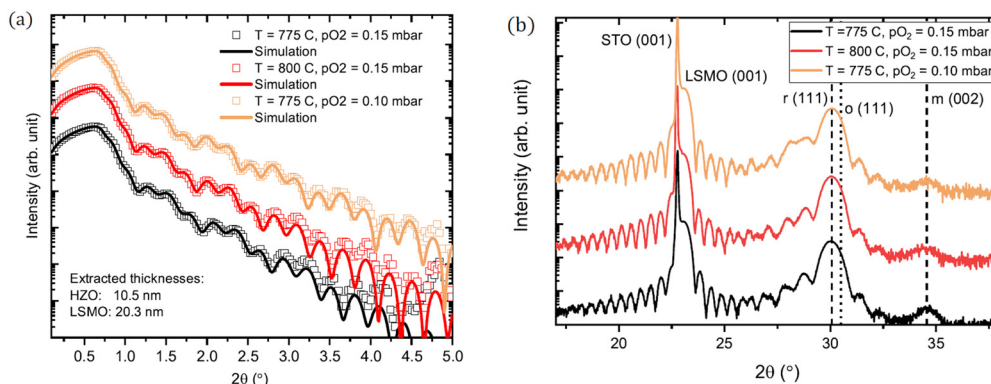 (a)
T = 775 C, pO2 = 0.15 mbar
Simulation
T = 800 C, pO2 = 0.15 mbar
Simulation
T = 775 C, pO2 = 0.10 mbar
Simulation
Intensity (arb. unit)
Extracted thicknesses:
HZO: 10.5 nm
LSMO: 20.3 nm
0.5 1.0 1.5 2.0 2.5 3.0 3.5 4.0 4.5 5.0
2θ (°)
(b)
T =775 C, pO₂ = 0.15 mbar
T = 800 C, pO₂ = 0.15 mbar
T = 775 C, pO₂ = 0.10 mbar
STO (001)
LSMO (001)
r (111)
o (111)
m (002)
Intensity (arb. unit)
20 25 30 35
2θ (°)